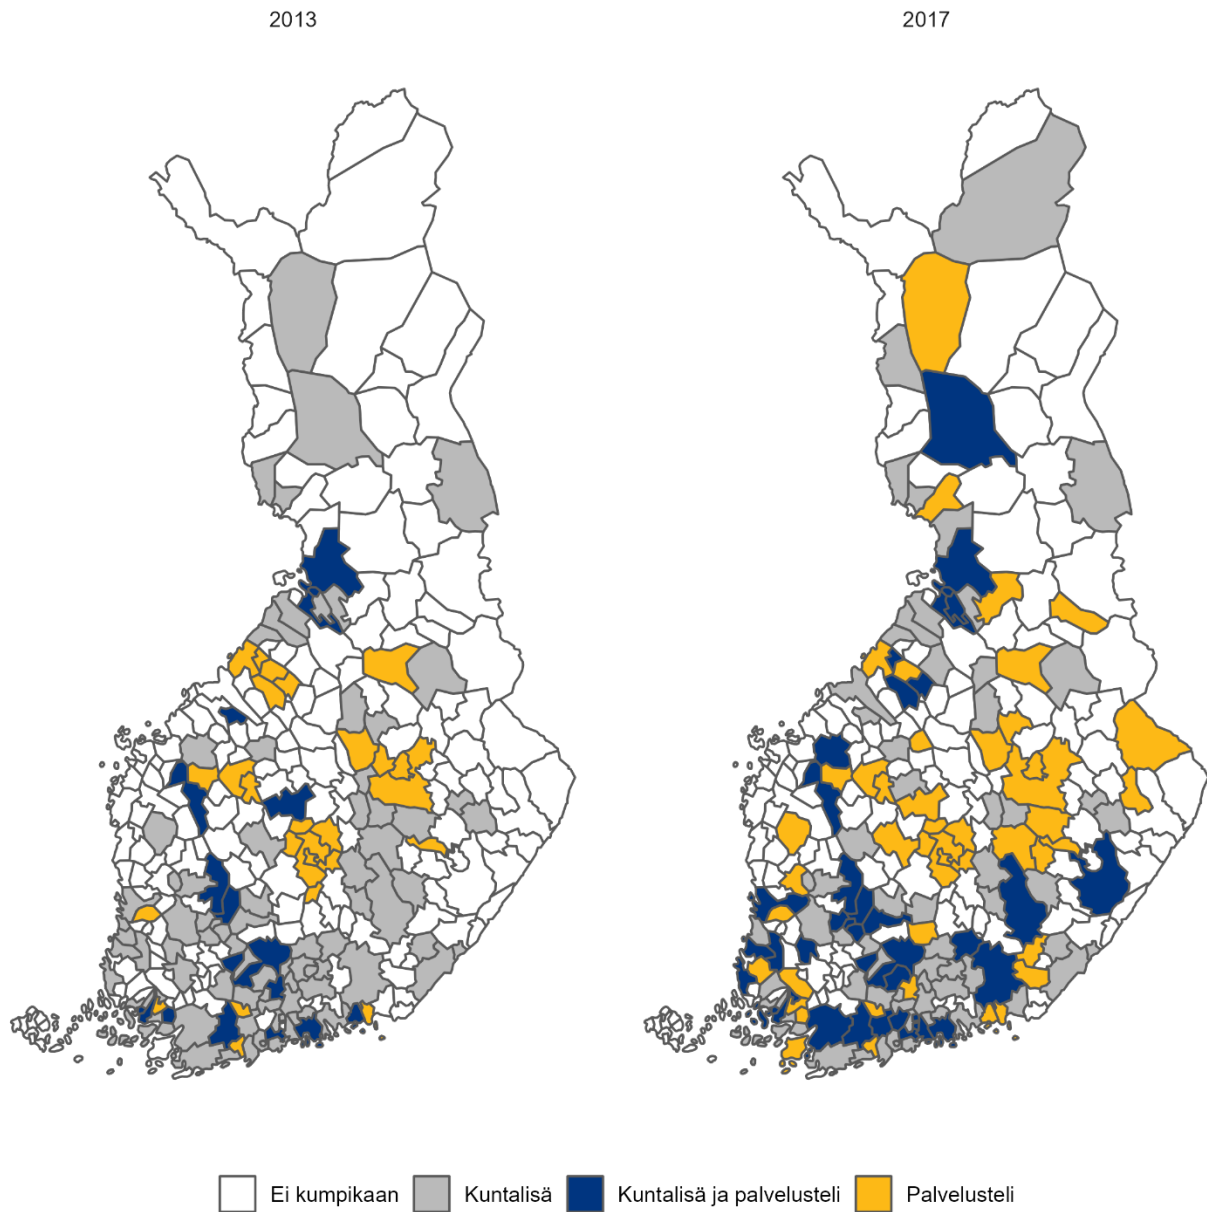 2013
2017
Ei kumpikaan
Kuntalisä
Kuntalisä ja palvelusteli
Palvelusteli